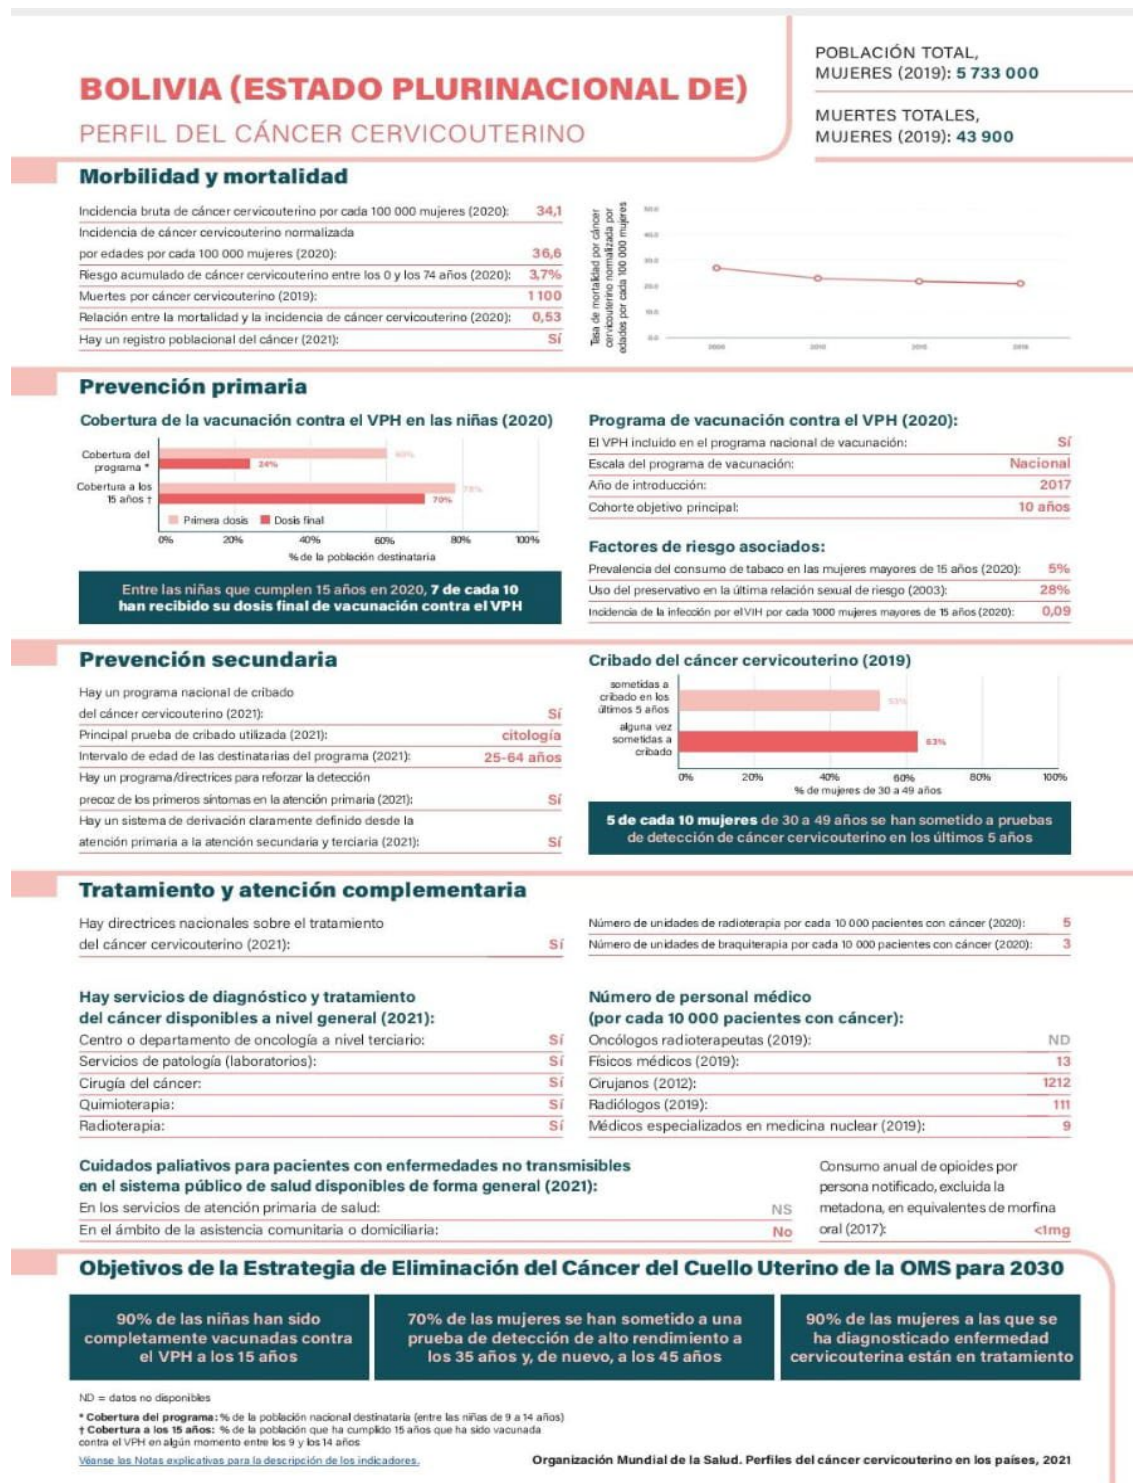 BOLIVIA (ESTADO PLURINACIONAL DE)
PERFIL DEL CÁNCER CERVICOUTERINO
POBLACIÓN TOTAL,
MUJERES (2019): 5 733 000
MUERTES TOTALES,
MUJERES (2019): 43 900
Morbilidad y mortalidad
Incidencia bruta de cáncer cervicouterino por cada 100 000 mujeres (2020): 34,1
Incidencia de cáncer cervicouterino normalizada
por edades por cada 100 000 mujeres (2020): 36,6
Riesgo acumulado de cáncer cervicouterino entre los 0 y los 74 años (2020): 3,7%
Muertes por cáncer cervicouterino (2019): 1 100
Relación entre la mortalidad y la incidencia de cáncer cervicouterino (2020): 0,53
Hay un registro poblacional del cáncer (2021): Sí
Tasa de mortalidad por cáncer
cervicouterino normalizada por
edades por cada 100 000 mujeres
50.0
40.0
30.0
20.0
10.0
0.0
2010
2015
2019
Prevención primaria
Cobertura de la vacunación contra el VPH en las niñas (2020)
Cobertura del
programa *
60%
24%
Cobertura a los
15 años †
78%
70%
Primera dosis
Dosis final
0% 20% 40% 60% 80% 100%
% de la población destinataria
Entre las niñas que cumplen 15 años en 2020, 7 de cada 10
han recibido su dosis final de vacunación contra el VPH
Programa de vacunación contra el VPH (2020):
El VPH incluido en el programa nacional de vacunación: Sí
Escala del programa de vacunación: Nacional
Año de introducción: 2017
Cohorte objetivo principal: 10 años
Factores de riesgo asociados:
Prevalencia del consumo de tabaco en las mujeres mayores de 15 años (2020): 5%
Uso del preservativo en la última relación sexual de riesgo (2003): 28%
Incidencia de la infección por el VIH por cada 1000 mujeres mayores de 15 años (2020): 0,09
Prevención secundaria
Hay un programa nacional de cribado
del cáncer cervicouterino (2021): Sí
Principal prueba de cribado utilizada (2021): citología
Intervalo de edad de las destinatarias del programa (2021): 25-64 años
Hay un programa/directrices para reforzar la detección
precoz de los primeros síntomas en la atención primaria (2021): Sí
Hay un sistema de derivación claramente definido desde la
atención primaria a la atención secundaria y terciaria (2021): Sí
Cribado del cáncer cervicouterino (2019)
sometidas a
cribado en los
últimos 5 años
53%
alguna vez
sometidas a
cribado
63%
0% 20% 40% 60% 80% 100%
% de mujeres de 30 a 49 años
5 de cada 10 mujeres de 30 a 49 años se han sometido a pruebas
de detección de cáncer cervicouterino en los últimos 5 años
Tratamiento y atención complementaria
Hay directrices nacionales sobre el tratamiento
del cáncer cervicouterino (2021): Sí
Número de unidades de radioterapia por cada 10 000 pacientes con cáncer (2020): 5
Número de unidades de braquiterapia por cada 10 000 pacientes con cáncer (2020): 3
Hay servicios de diagnóstico y tratamiento
del cáncer disponibles a nivel general (2021):
Centro o departamento de oncología a nivel terciario: Sí
Servicios de patología (laboratorios): Sí
Cirugía del cáncer: Sí
Quimioterapia: Sí
Radioterapia: Sí
Número de personal médico
(por cada 10 000 pacientes con cáncer):
Oncólogos radioterapeutas (2019): ND
Físicos médicos (2019): 13
Cirujanos (2012): 1212
Radiólogos (2019): 111
Médicos especializados en medicina nuclear (2019): 9
Cuidados paliativos para pacientes con enfermedades no transmisibles
en el sistema público de salud disponibles de forma general (2021):
En los servicios de atención primaria de salud: NS
En el ámbito de la asistencia comunitaria o domiciliaria: No
Consumo anual de opioides por
persona notificado, excluida la
metadona, en equivalentes de morfina
oral (2017): <1mg
Objetivos de la Estrategia de Eliminación del Cáncer del Cuello Uterino de la OMS para 2030
90% de las niñas han sido
completamente vacunadas contra
el VPH a los 15 años
70% de las mujeres se han sometido a una
prueba de detección de alto rendimiento a
los 35 años y, de nuevo, a los 45 años
90% de las mujeres a las que se
ha diagnosticado enfermedad
cervicouterina están en tratamiento
ND = datos no disponibles
* Cobertura del programa: % de la población nacional destinataria (entre las niñas de 9 a 14 años)
† Cobertura a los 15 años: % de la población que ha cumplido 15 años que ha sido vacunada
contra el VPH en algún momento entre los 9 y los 14 años
Véanse las Notas explicativas para la descripción de los indicadores.
Organización Mundial de la Salud. Perfiles del cáncer cervicouterino en los países, 2021